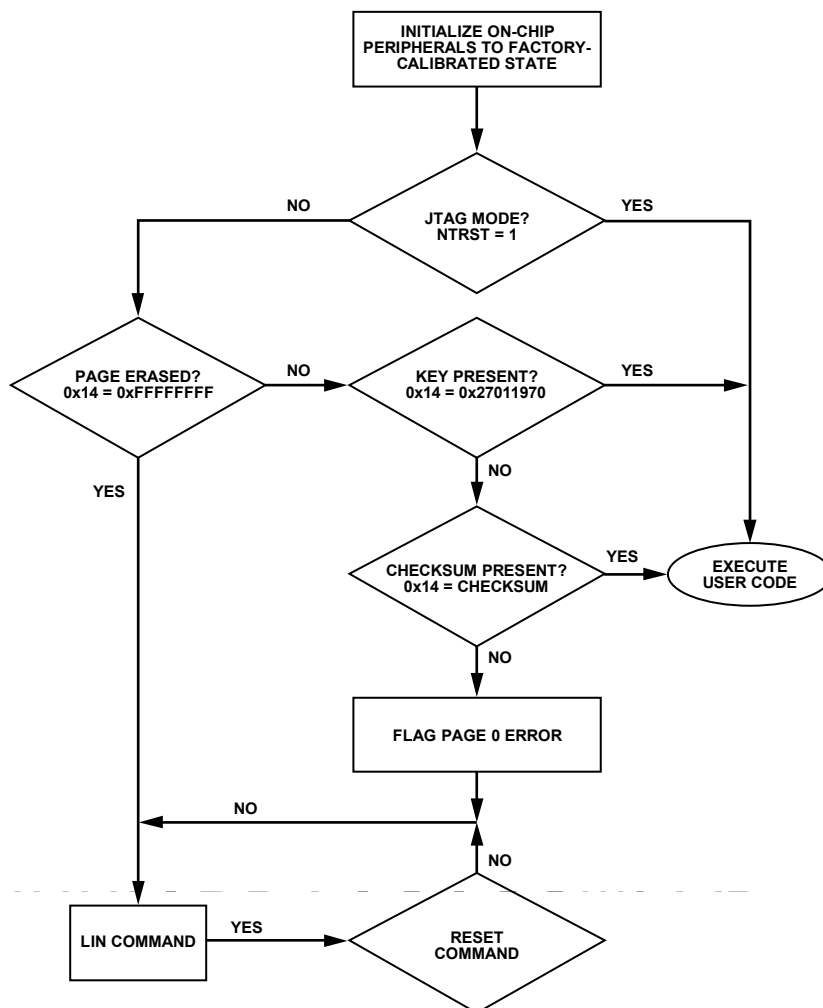 INITIALIZE ON-CHIP
PERIPHERALS TO FACTORY-
CALIBRATED STATE
NO
JTAG MODE?
NTRST = 1
YES
PAGE ERASED?
0x14 = 0xFFFFFFFF
NO
KEY PRESENT?
0x14 = 0x27011970
YES
YES
NO
CHECKSUM PRESENT?
0x14 = CHECKSUM
YES
EXECUTE
USER CODE
NO
FLAG PAGE 0 ERROR
NO
NO
LIN COMMAND
YES
RESET
COMMAND